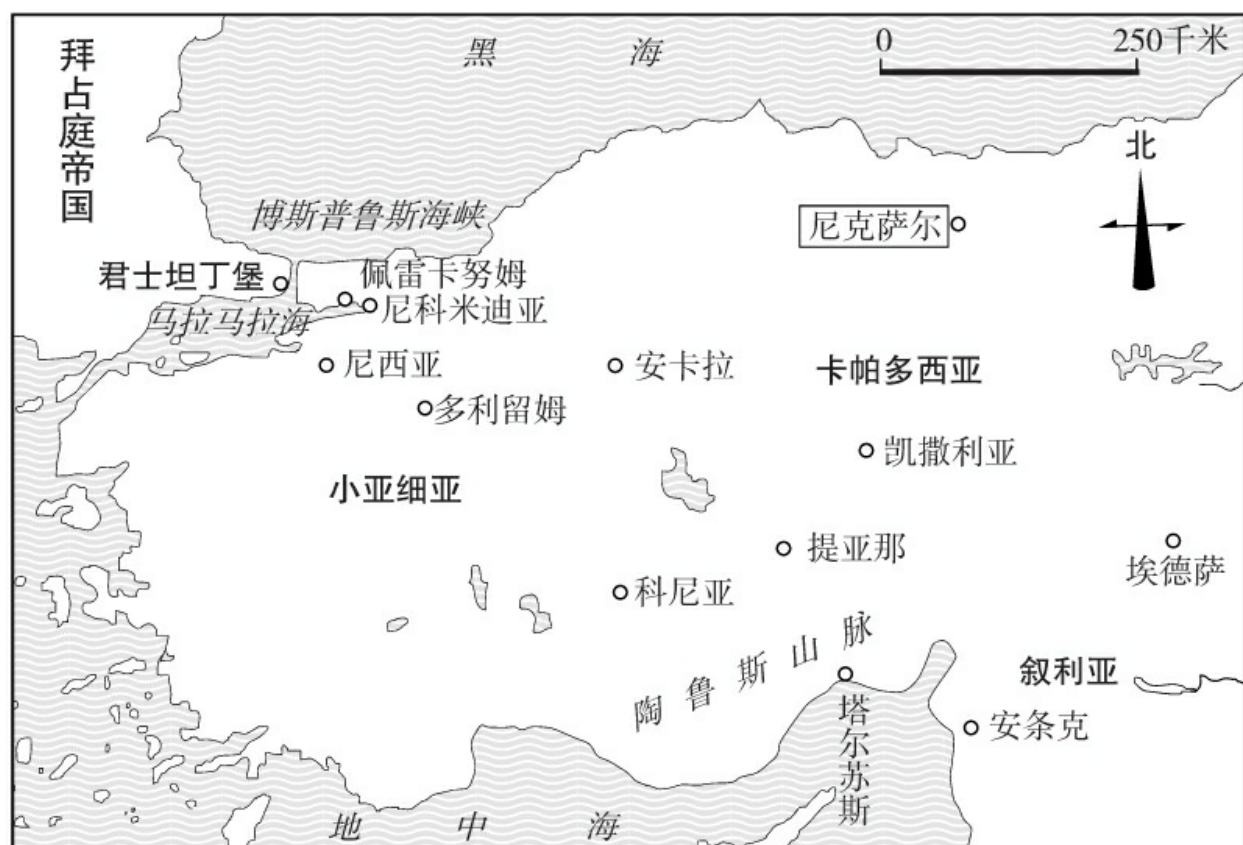 黑海
0 250千米
拜占庭帝国
北
博斯普鲁斯海峡
尼克萨尔
君士坦丁堡
佩雷卡努姆
尼科米迪亚
马拉马拉海
尼西亚
安卡拉
卡帕多西亚
多利留姆
凯撒利亚
小亚细亚
提亚那
埃德萨
科尼亚
陶鲁斯山脉
叙利亚
塔尔苏斯
安条克
地中海